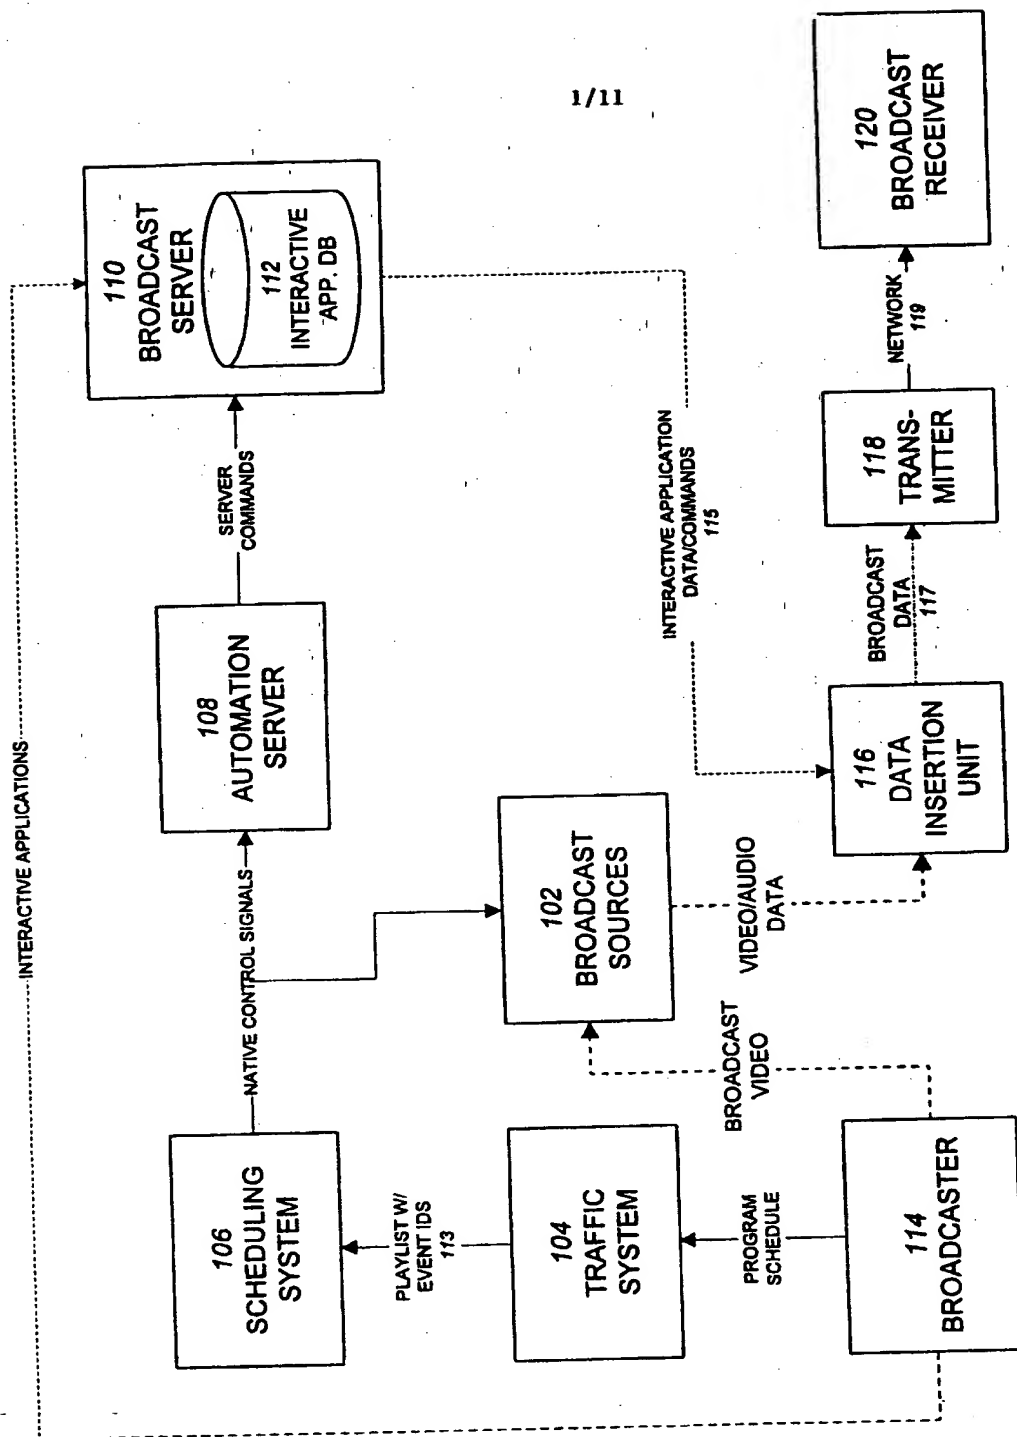 1/11
INTERACTIVE APPLICATIONS
106
SCHEDULING
SYSTEM
NATIVE CONTROL SIGNALS
108
AUTOMATION
SERVER
SERVER
COMMANDS
110
BROADCAST
SERVER
112
INTERACTIVE
APP. DB
PLAYLIST W/
EVENT IDS
113
104
TRAFFIC
SYSTEM
102
BROADCAST
SOURCES
INTERACTIVE APPLICATION
DATA/COMMANDS
115
PROGRAM
SCHEDULE
BROADCAST
VIDEO
VIDEO/AUDIO
DATA
114
BROADCASTER
116
DATA
INSERTION
UNIT
BROADCAST
DATA
117
118
TRANS-
MITTER
NETWORK
119
120
BROADCAST
RECEIVER